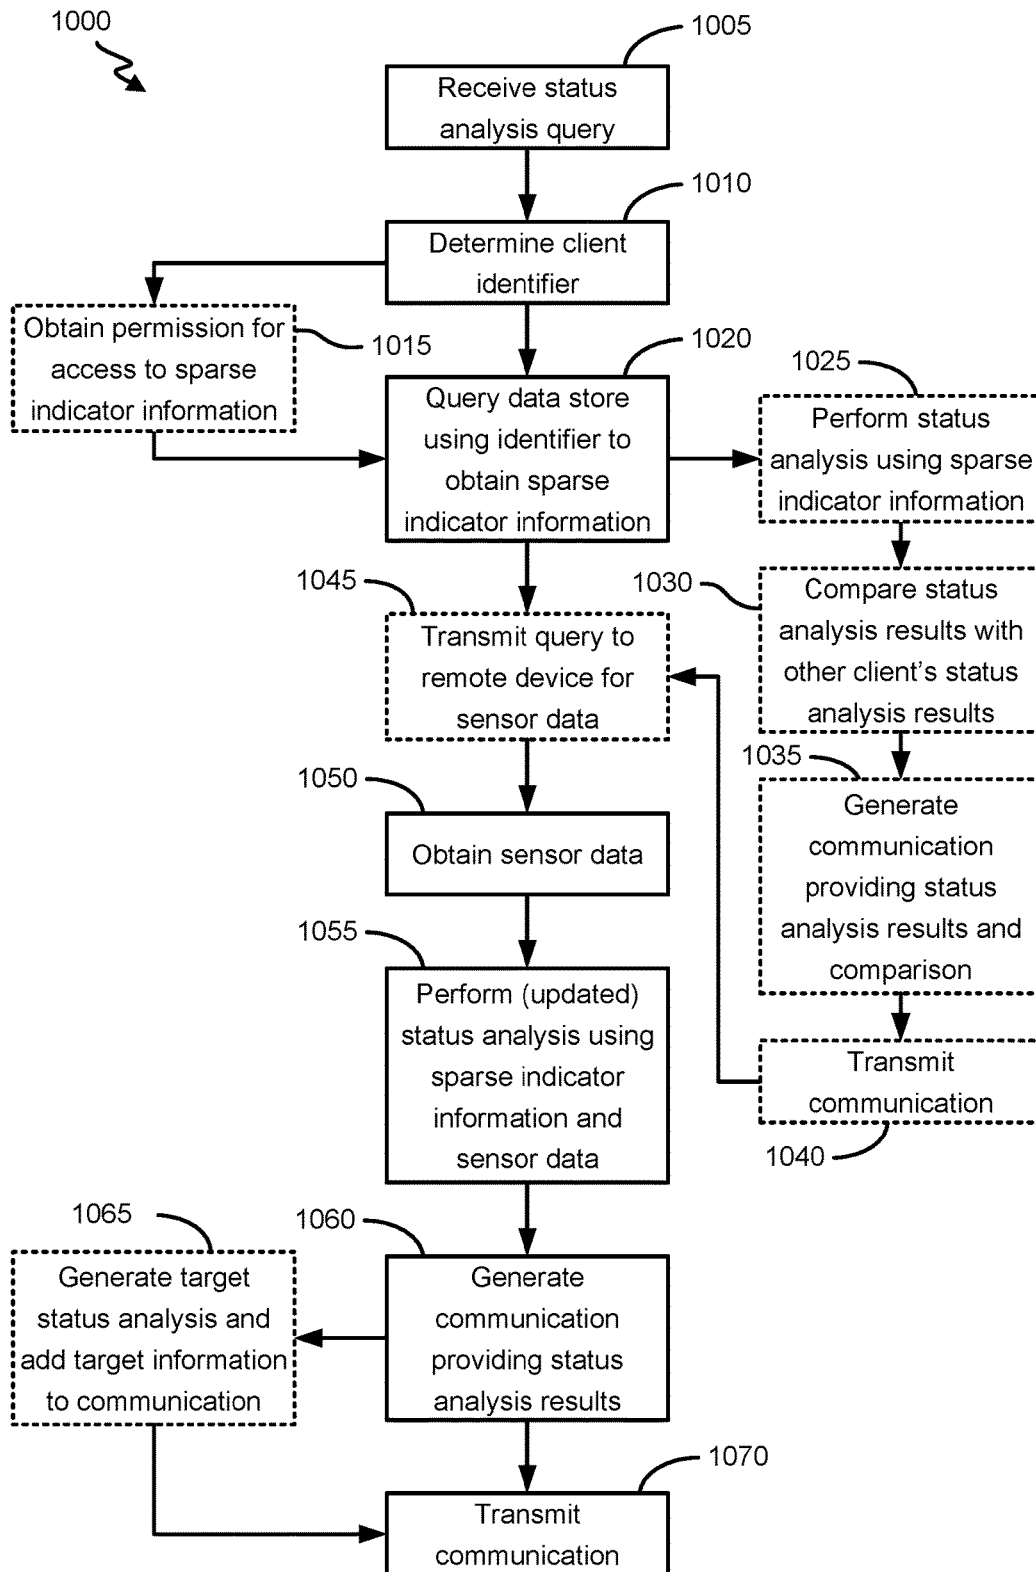 1000
1005
Receive status
analysis query
1010
Determine client
identifier
Obtain permission for
access to sparse
indicator information
1015
1020
Query data store
using identifier to
obtain sparse
indicator information
1025
Perform status
analysis using sparse
indicator information
1030
Compare status
analysis results with
other client's status
analysis results
1035
Generate
communication
providing status
analysis results and
comparison
Transmit
communication
1040
1045
Transmit query to
remote device for
sensor data
1050
Obtain sensor data
1055
Perform (updated)
status analysis using
sparse indicator
information and
sensor data
1060
Generate
communication
providing status
analysis results
1065
Generate target
status analysis and
add target information
to communication
1070
Transmit
communication